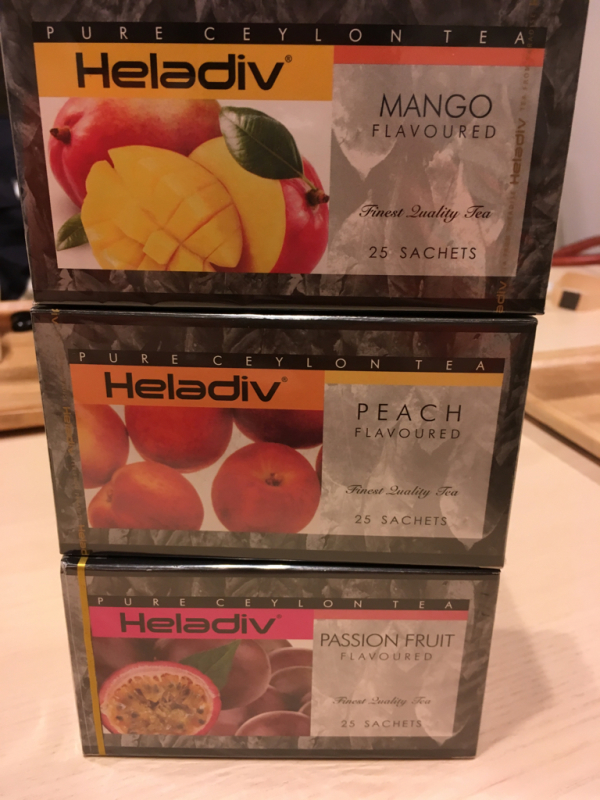 PURE CEYLON TEA
Heladiv®
MANGO
FLAVOURED
Finest Quality Tea
25 SACHETS
Heladiv
PURE CEYLON TEA
Heladiv®
PEACH
FLAVOURED
Finest Quality Tea
25 SACHETS
PURE CEYLON TEA
Heladiv®
PASSION FRUIT
FLAVOURED
Finest Quality Tea
25 SACHETS